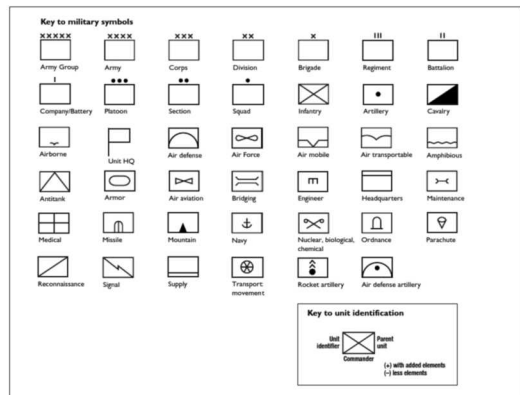 Key to military symbols
XXXXX XXXX XXX XX X III II
Army Group Army Corps Division Brigade Regiment Battalion
I ••• •• •
Company/Battery Platoon Section Squad Infantry Artillery Cavalry
Airborne Unit HQ Air defense Air Force Air mobile Air transportable Amphibious
Antitank Armor Air aviation Bridging Engineer Headquarters Maintenance
Medical Missile Mountain Navy Nuclear, biological, Ordnance Parachute
chemical
Reconnaissance Signal Supply Transport Rocket artillery Air defense artillery
movement
Key to unit identification
Unit Parent
identifier unit
Commander
(+) with added elements
(–) less elements